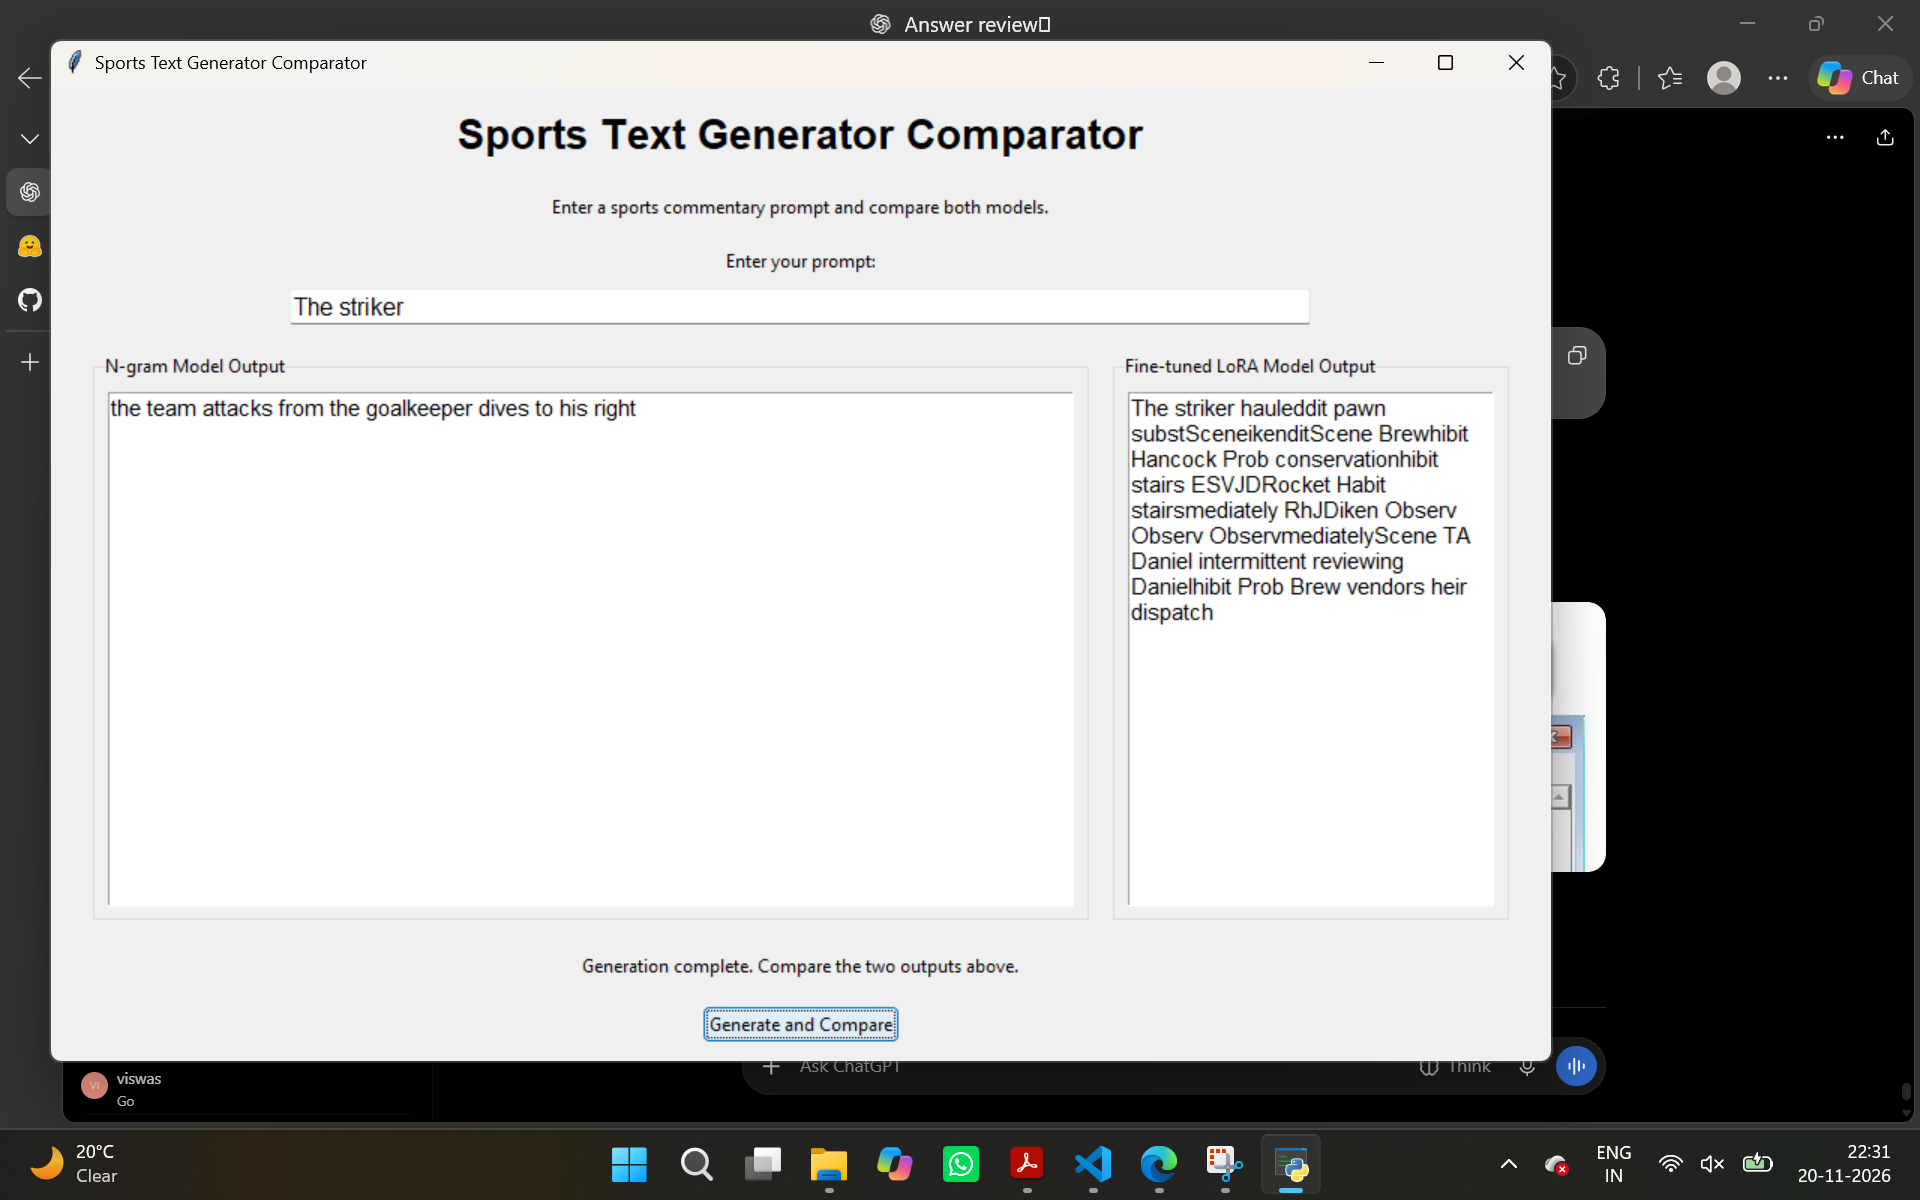 Answer review
Sports Text Generator Comparator
Chat
Sports Text Generator Comparator
Enter a sports commentary prompt and compare both models.
Enter your prompt:
The striker
N-gram Model Output
the team attacks from the goalkeeper dives to his right
Fine-tuned LoRA Model Output
The striker hauleddit pawn
substSceneikenditScene Brewhibit
Hancock Prob conservationhibit
stairs ESVJDRocket Habit
stairsmediately RhJDiken Observ
Observ ObservmediatelyScene TA
Daniel intermittent reviewing
Danielhibit Prob Brew vendors heir
dispatch
Generation complete. Compare the two outputs above.
Generate and Compare
Ask ChatGPT
Think
VI
viswas
Go
20°C
Clear
ENG
IN
22:31
20-11-2026